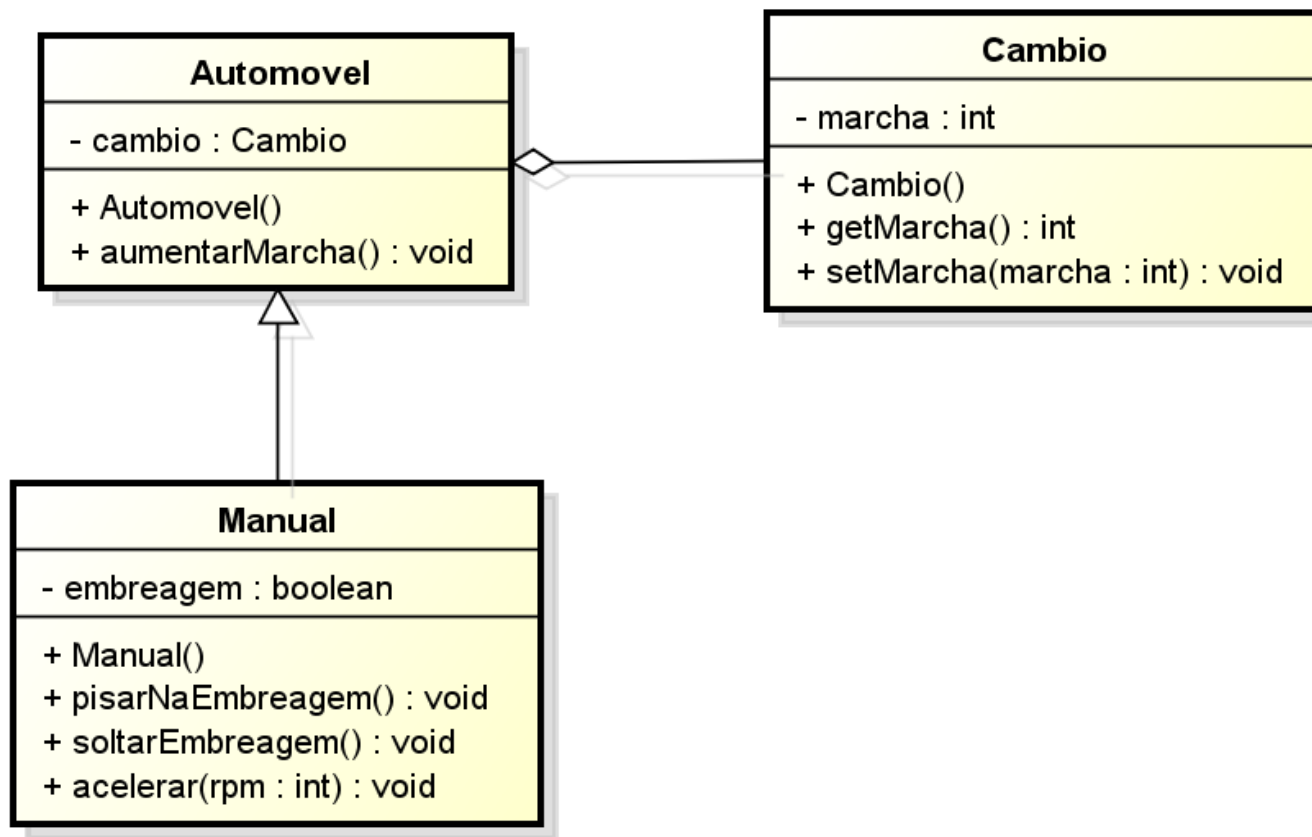 Automovel
- cambio : Cambio
+ Automovel()
+ aumentarMarcha() : void
Cambio
- marcha : int
+ Cambio()
+ getMarcha() : int
+ setMarcha(marcha : int) : void
Manual
- embreagem : boolean
+ Manual()
+ pisarNaEmbreagem() : void
+ soltarEmbreagem() : void
+ acelerar(rpm : int) : void